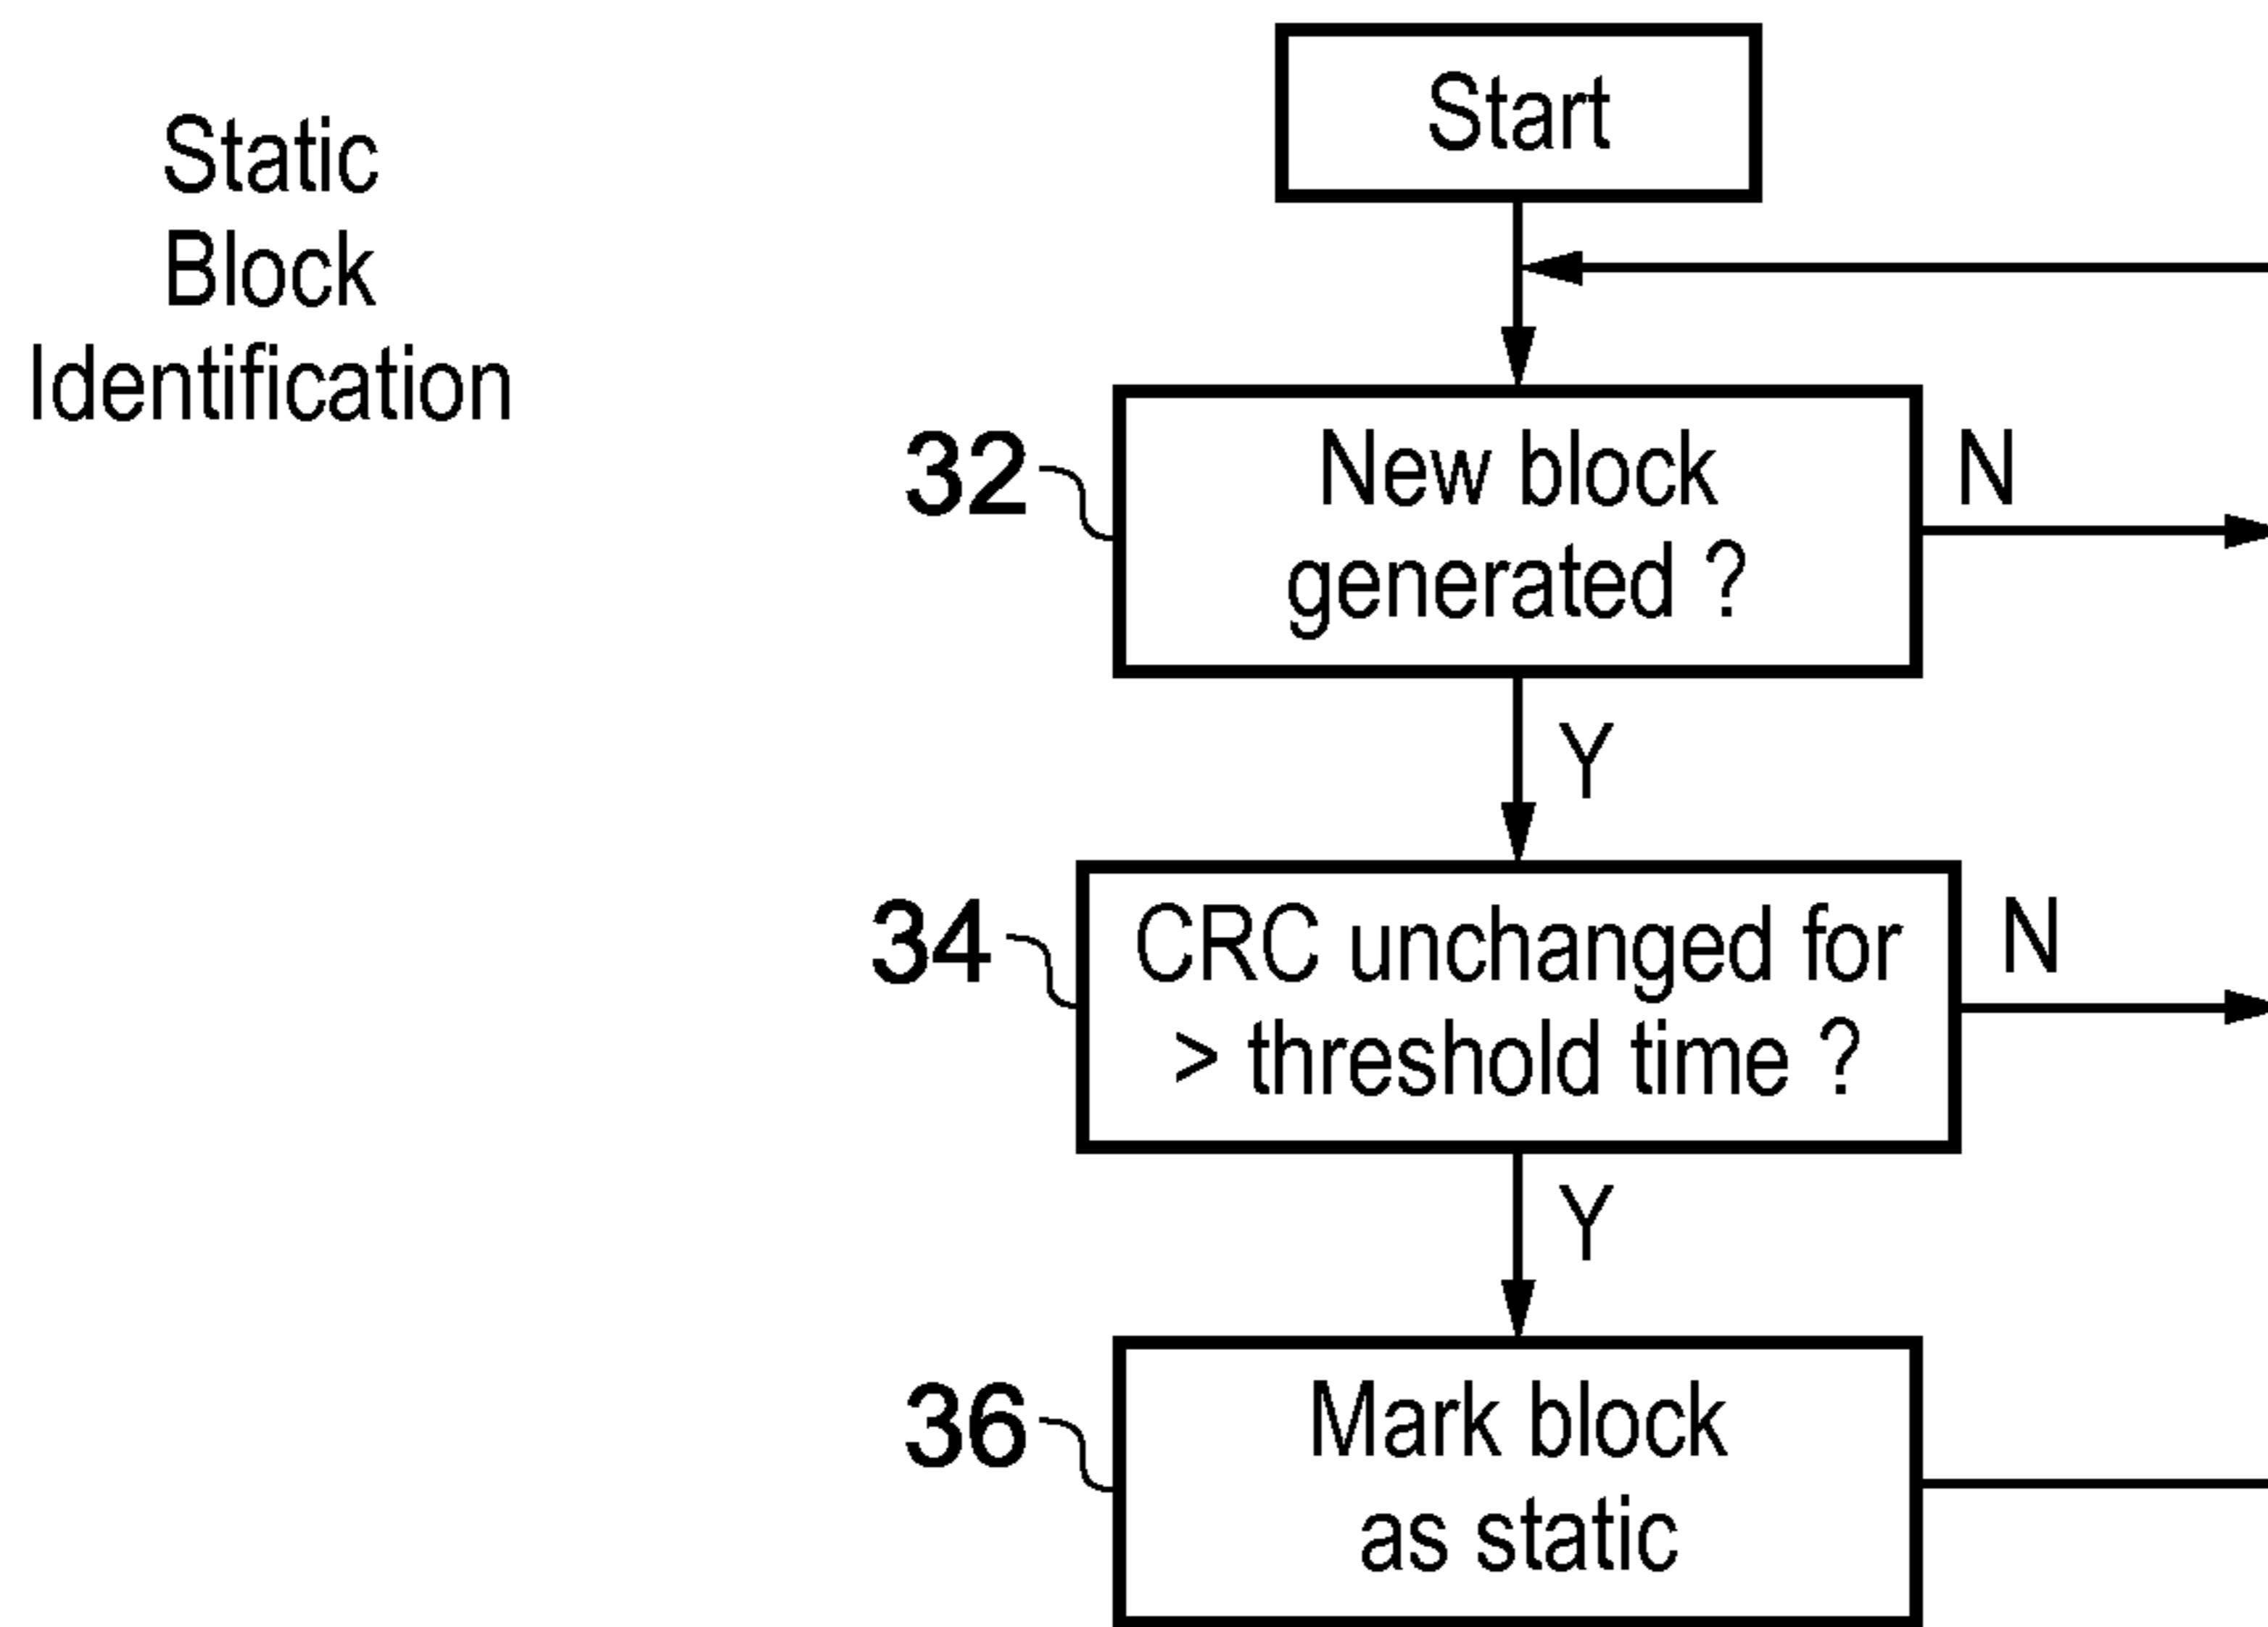 Static
Block
Identification
Start
32
New block
generated ?
N
Y
34
CRC unchanged for
> threshold time ?
N
Y
36
Mark block
as static